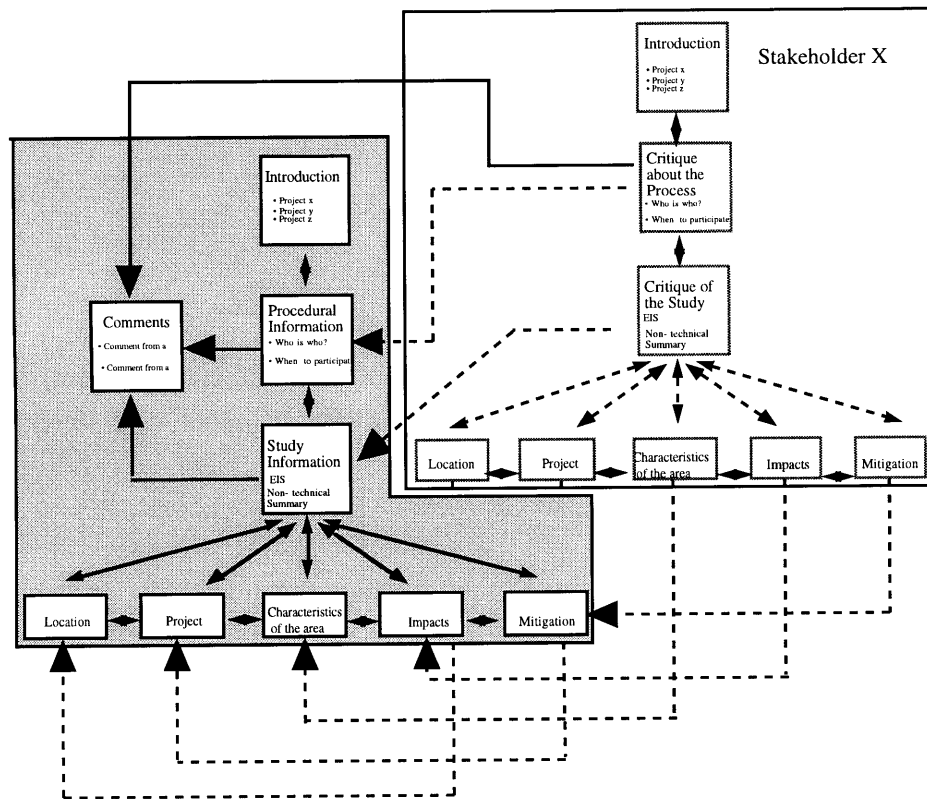 Stakeholder X
Introduction
• Project x
• Project y
• Project z
Critique
about the
Process
• Who is who?
• When to participate
Critique of
the Study
EIS
Non- technical
Summary
Location
Project
Characteristics
of the area
Impacts
Mitigation
Introduction
• Project x
• Project y
• Project z
Comments
• Comment from a
• Comment from a
Procedural
Information
• Who is who?
• When to participat
Study
Information
EIS
Non- technical
Summary
Location
Project
Characteristics
of the area
Impacts
Mitigation